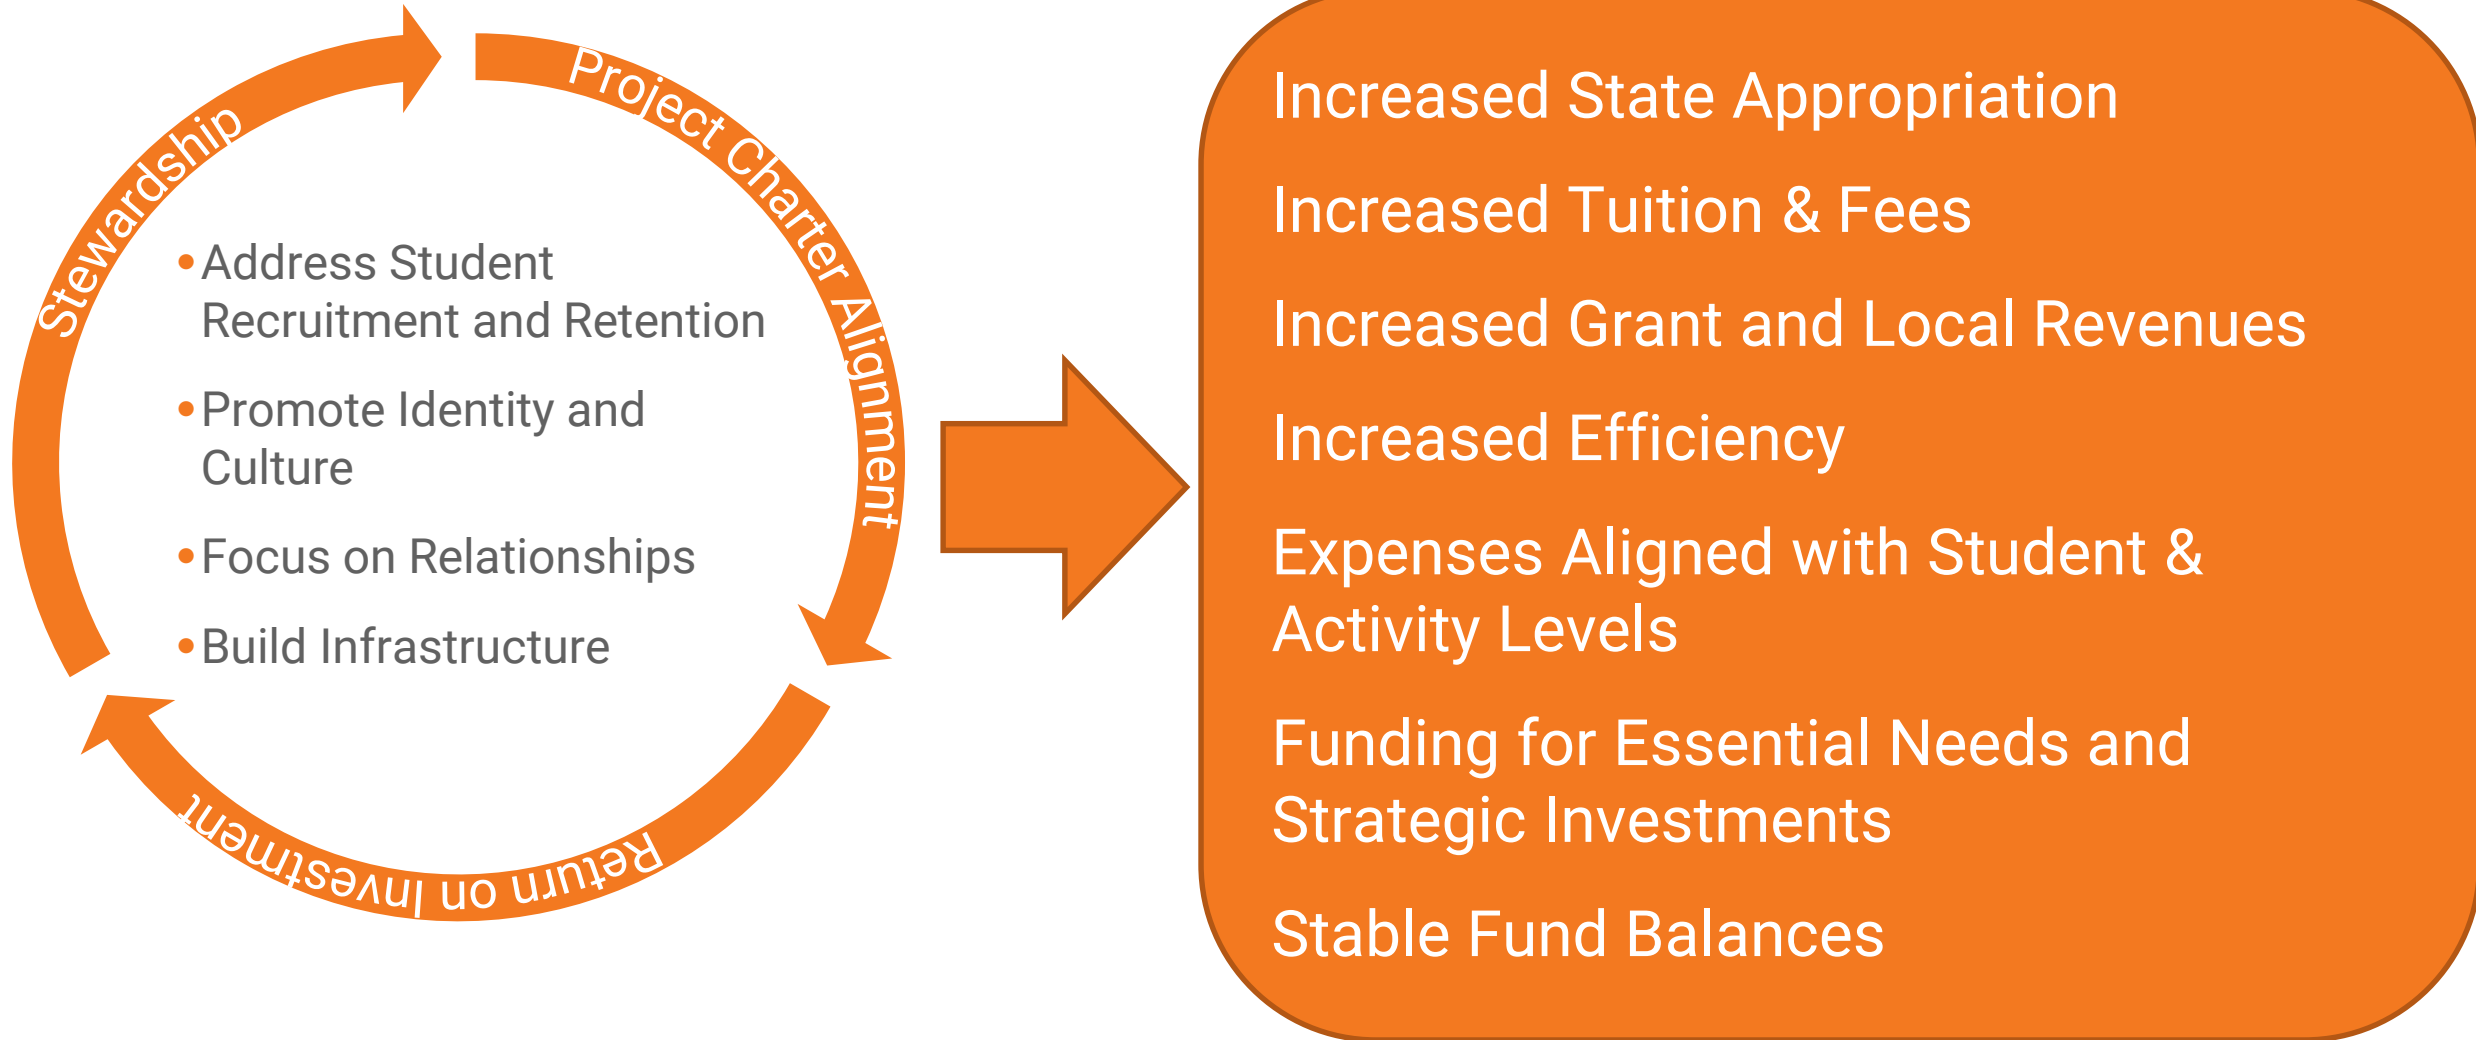 Stewardship
Project Charter Alignment
Return on Investment
•Address Student
Recruitment and Retention
•Promote Identity and
Culture
•Focus on Relationships
•Build Infrastructure
Increased State Appropriation
Increased Tuition & Fees
Increased Grant and Local Revenues
Increased Efficiency
Expenses Aligned with Student &
Activity Levels
Funding for Essential Needs and
Strategic Investments
Stable Fund Balances